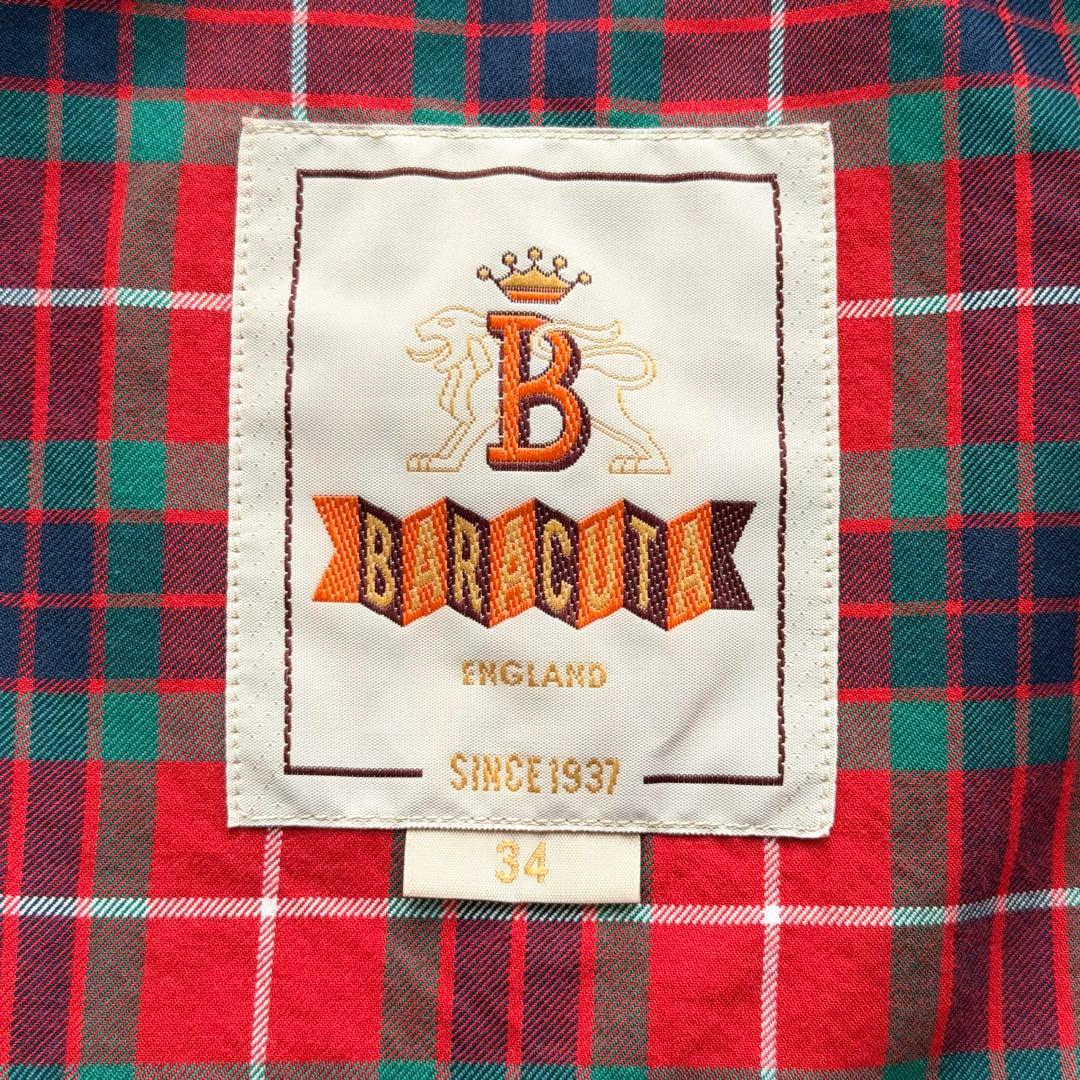 B
BARACUTA
ENGLAND
SINCE 1937
34